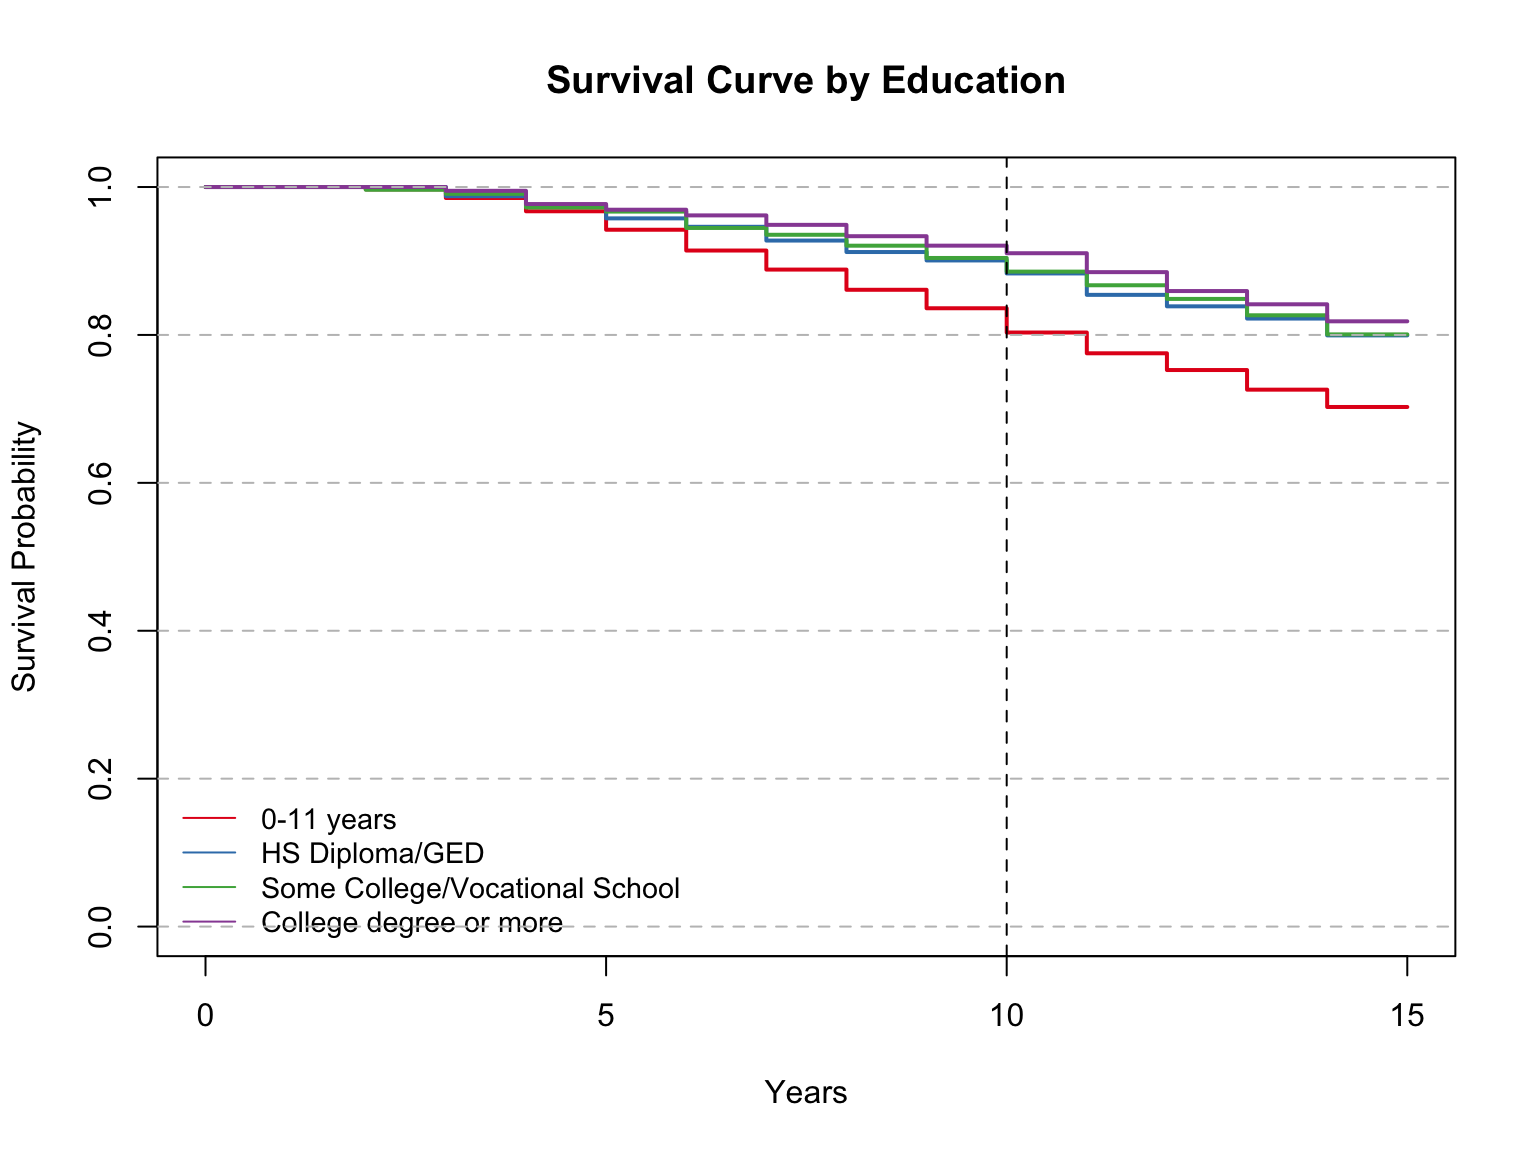 Survival Curve by Education
Survival Probability
1.0
0.8
0.6
0.4
0.2
0.0
0-11 years
HS Diploma/GED
Some College/Vocational School
College degree or more
0 5 10 15
Years